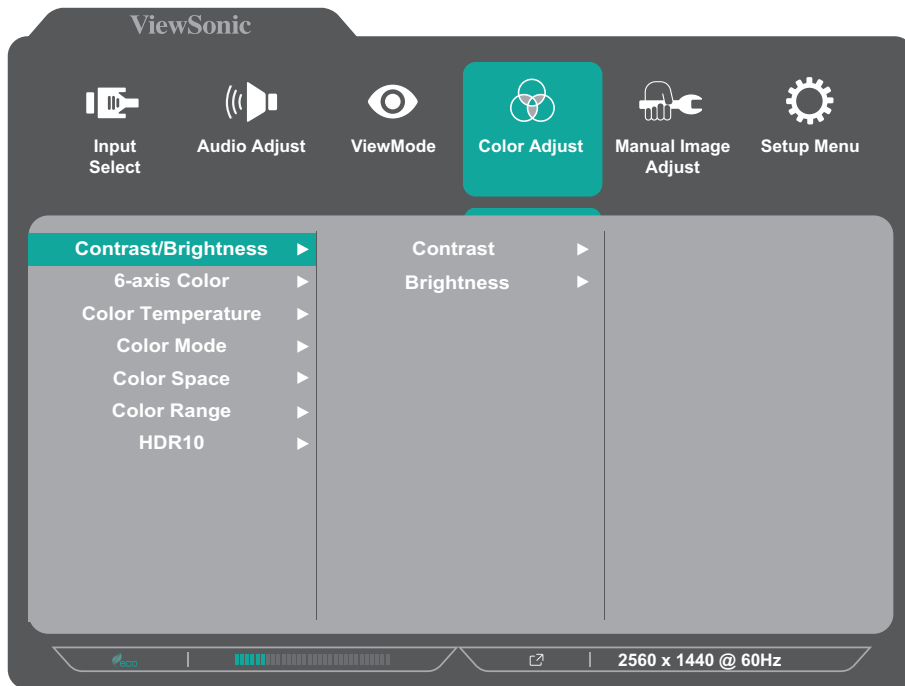 ViewSonic
Input Select
Audio Adjust
ViewMode
Color Adjust
Manual Image Adjust
Setup Menu
Contrast/Brightness
6-axis Color
Color Temperature
Color Mode
Color Space
Color Range
HDR10
Contrast
Brightness
eco
2560 x 1440 @ 60Hz